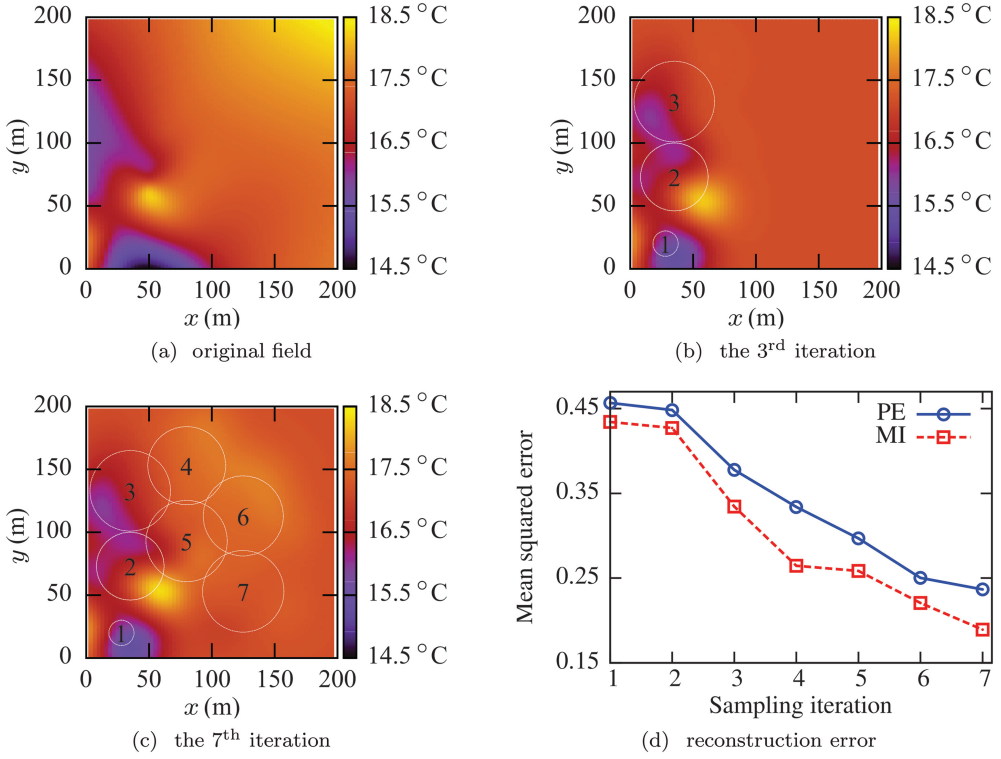 200
150
100
50
0
y (m)
0 50 100 150 200
x (m)
18.5 °C
17.5 °C
16.5 °C
15.5 °C
14.5 °C
(a) original field
200
150
100
50
0
y (m)
3
2
1
0 50 100 150 200
x (m)
18.5 °C
17.5 °C
16.5 °C
15.5 °C
14.5 °C
(b) the 3rd iteration
200
150
100
50
0
y (m)
4
3
6
5
2
7
1
0 50 100 150 200
x (m)
18.5 °C
17.5 °C
16.5 °C
15.5 °C
14.5 °C
(c) the 7th iteration
0.45
0.35
0.25
0.15
Mean squared error
PE
MI
1 2 3 4 5 6 7
Sampling iteration
(d) reconstruction error